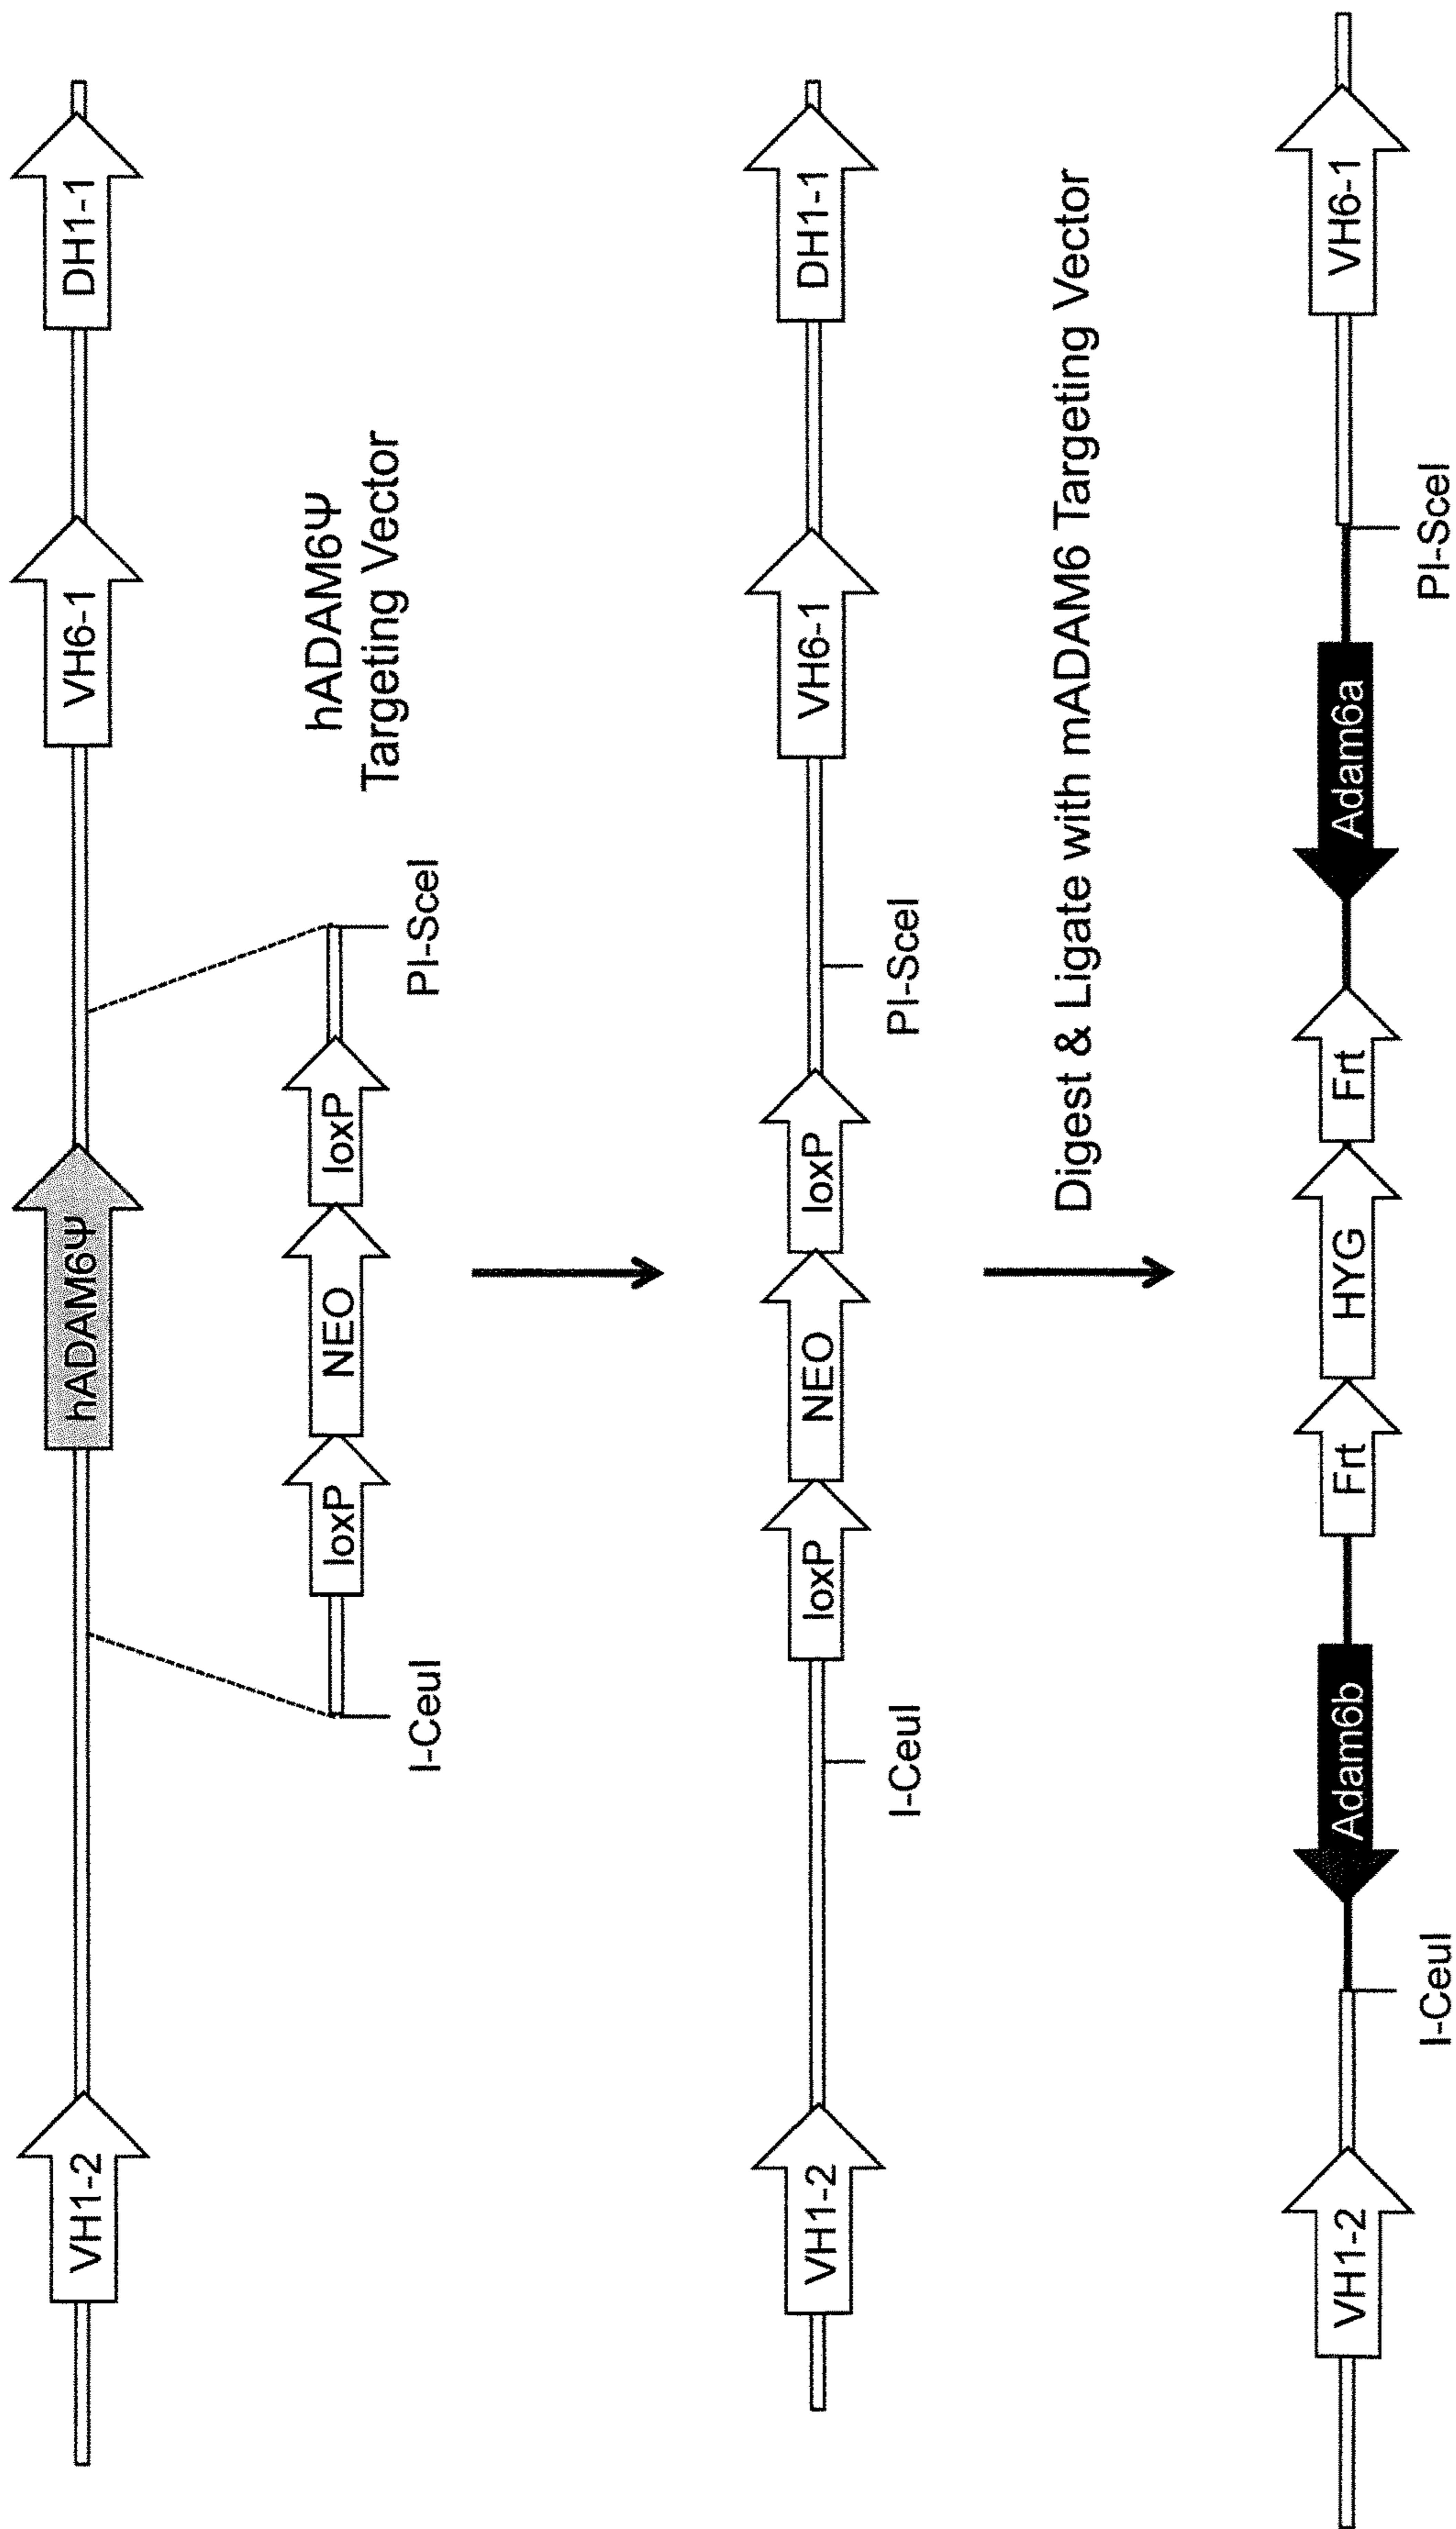 VH1-2
hADAM6Ψ
VH6-1
DH1-1
hADAM6Ψ
Targeting Vector
loxP
NEO
loxP
I-CeuI
PI-SceI
VH1-2
loxP
NEO
loxP
VH6-1
DH1-1
I-CeuI
PI-SceI
Digest & Ligate with mADAM6 Targeting Vector
VH1-2
Adam6b
Frt
HYG
Frt
Adam6a
VH6-1
I-CeuI
PI-SceI